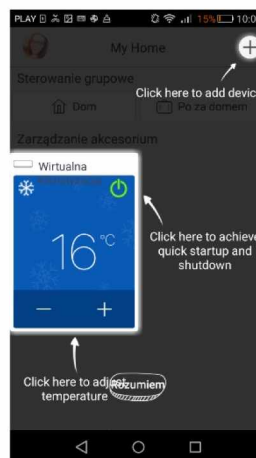 PLAY 15% 10:0
My Home
Sterowanie grupowe
Click here to add devic
Dom
Po za domem
Zarządzanie akcesorium
Wirtualna
16 °C
Click here to achieve
quick startup and
shutdown
− +
Click here to adjust
temperature
Rozumiem